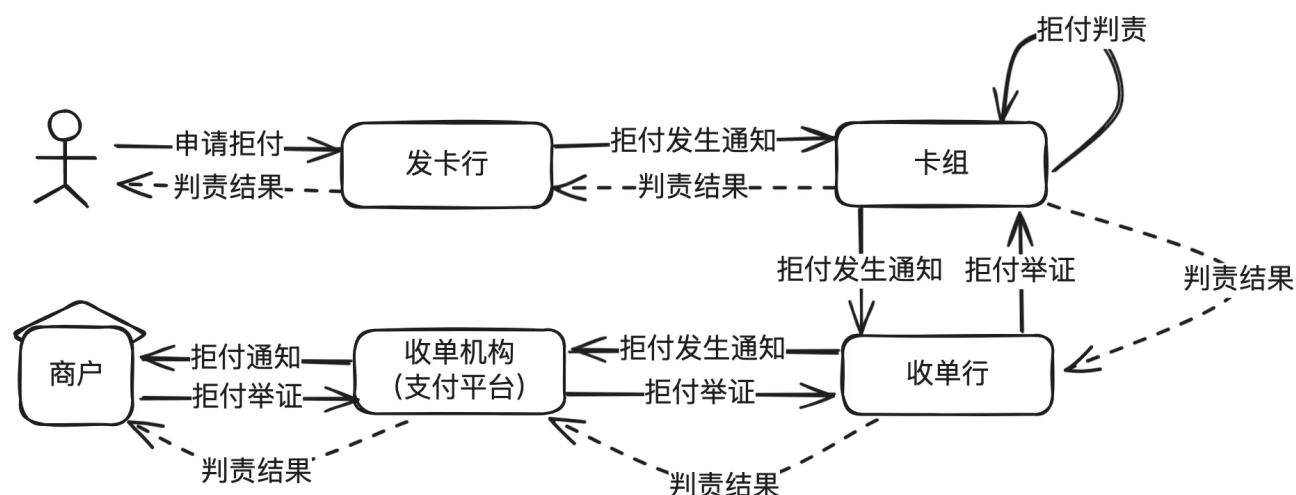 拒付判责
申请拒付
发卡行
拒付发生通知
卡组
判责结果
判责结果
拒付发生通知
拒付举证
判责结果
商户
拒付通知
拒付举证
收单机构
(支付平台)
拒付发生通知
拒付举证
收单行
判责结果
判责结果